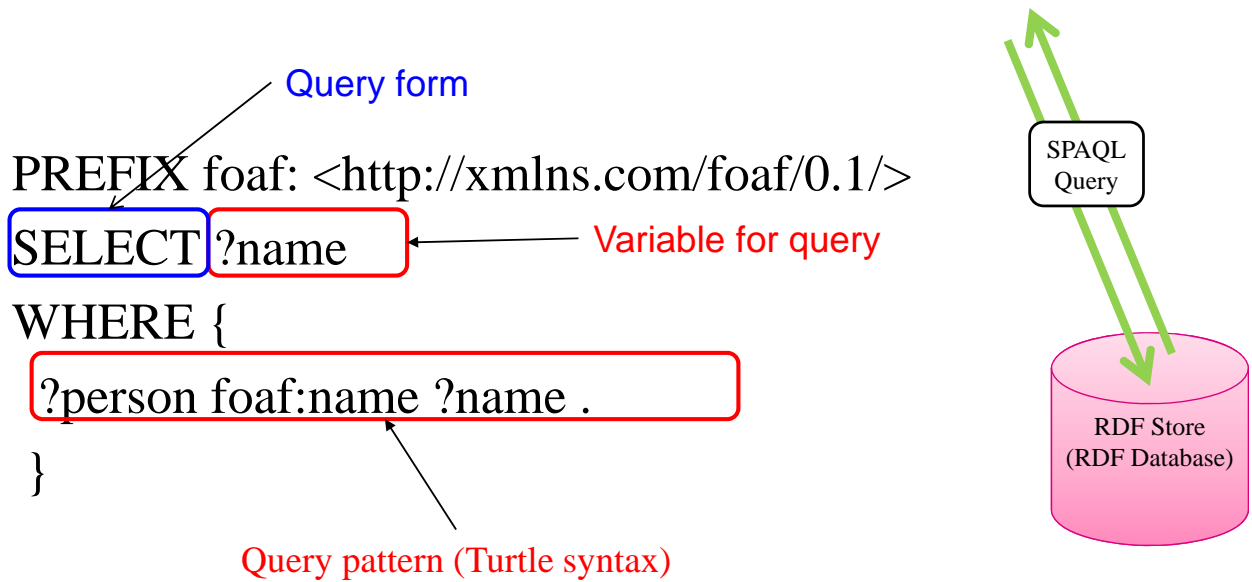 Query form
PREFIX foaf: <http://xmlns.com/foaf/0.1/>
SELECT ?name
Variable for query
WHERE {
?person foaf:name ?name .
}
Query pattern (Turtle syntax)
SPAQL
Query
RDF Store
(RDF Database)